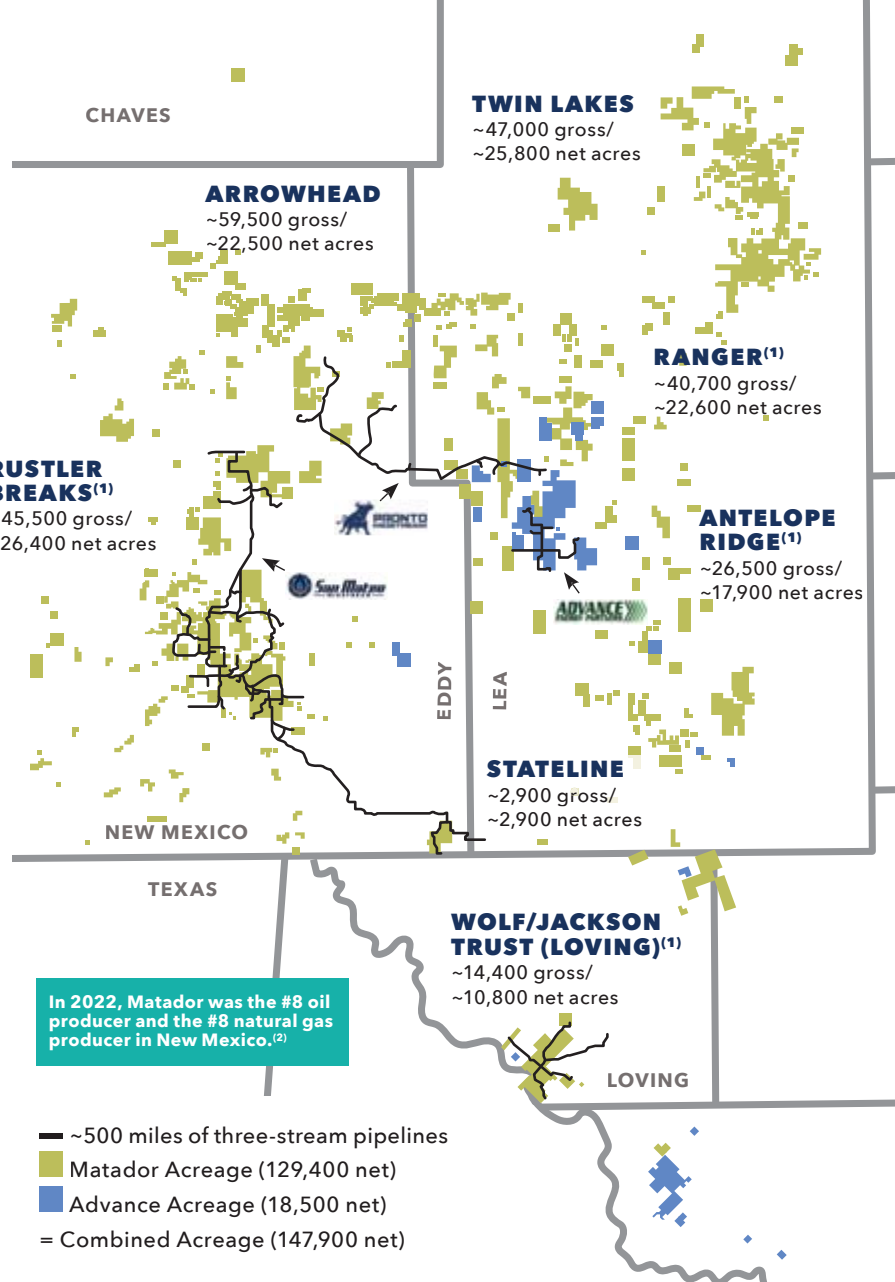 CHAVES
TWIN LAKES
~47,000 gross/
~25,800 net acres
ARROWHEAD
~59,500 gross/
~22,500 net acres
RANGER(1)
~40,700 gross/
~22,600 net acres
RUSTLER
BREAKS(1)
45,500 gross/
26,400 net acres
PRONTO
MIDSTREAM
ANTELOPE
RIDGE(1)
~26,500 gross/
~17,900 net acres
San Mateo
ADVANCE
ENERGY PARTNERS
EDDY
LEA
STATELINE
~2,900 gross/
~2,900 net acres
NEW MEXICO
TEXAS
WOLF/JACKSON
TRUST (LOVING)(1)
~14,400 gross/
~10,800 net acres
In 2022, Matador was the #8 oil
producer and the #8 natural gas
producer in New Mexico.(2)
LOVING
~500 miles of three-stream pipelines
Matador Acreage (129,400 net)
Advance Acreage (18,500 net)
= Combined Acreage (147,900 net)